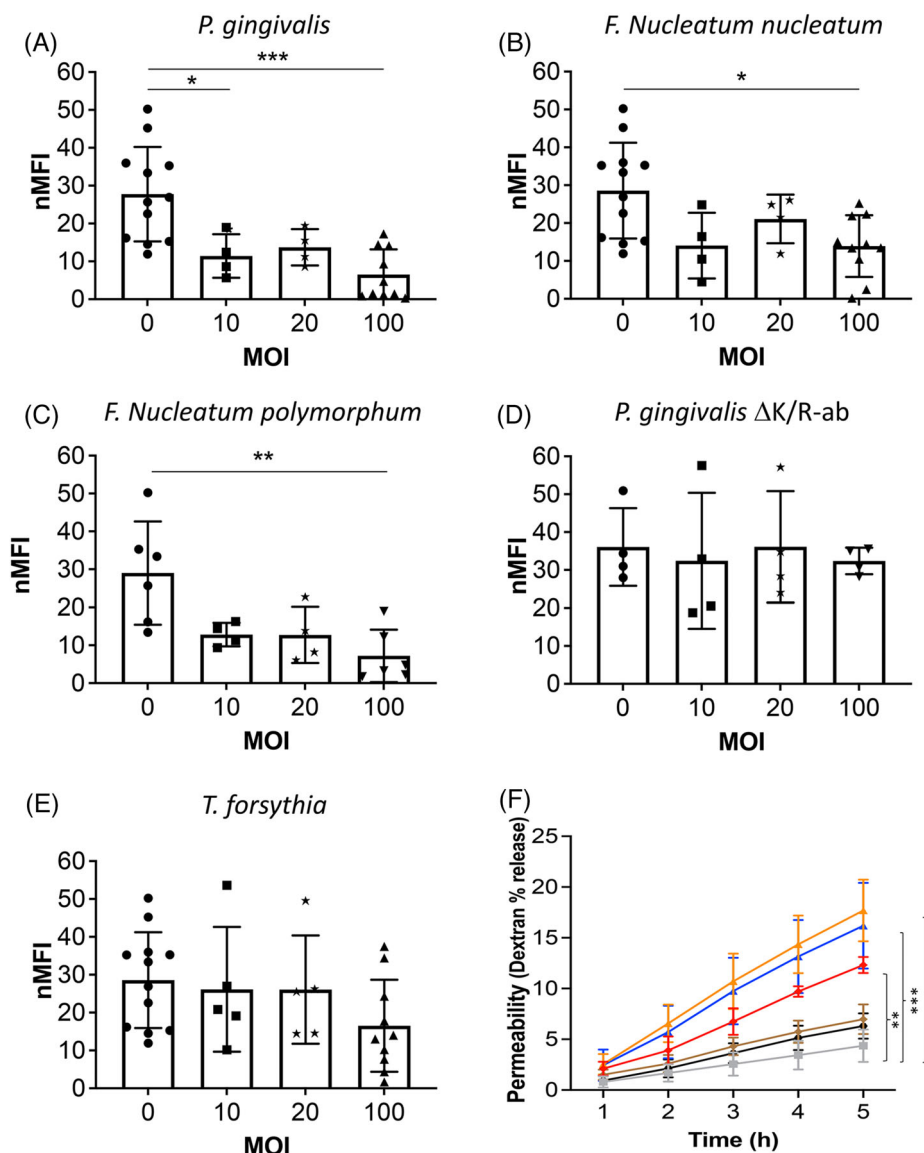 (A)
P. gingivalis
***
*
nMFI
60
50
40
30
20
10
0
0 10 20 100
MOI
(B)
F. Nucleatum nucleatum
*
nMFI
60
50
40
30
20
10
0
0 10 20 100
MOI
(C)
F. Nucleatum polymorphum
**
nMFI
60
50
40
30
20
10
0
0 10 20 100
MOI
(D)
P. gingivalis ΔK/R-ab
nMFI
60
50
40
30
20
10
0
0 10 20 100
MOI
(E)
T. forsythia
nMFI
60
50
40
30
20
10
0
0 10 20 100
MOI
(F)
Permeability (Dextran % release)
25
20
15
10
5
0
1 2 3 4 5
Time (h)
**
***